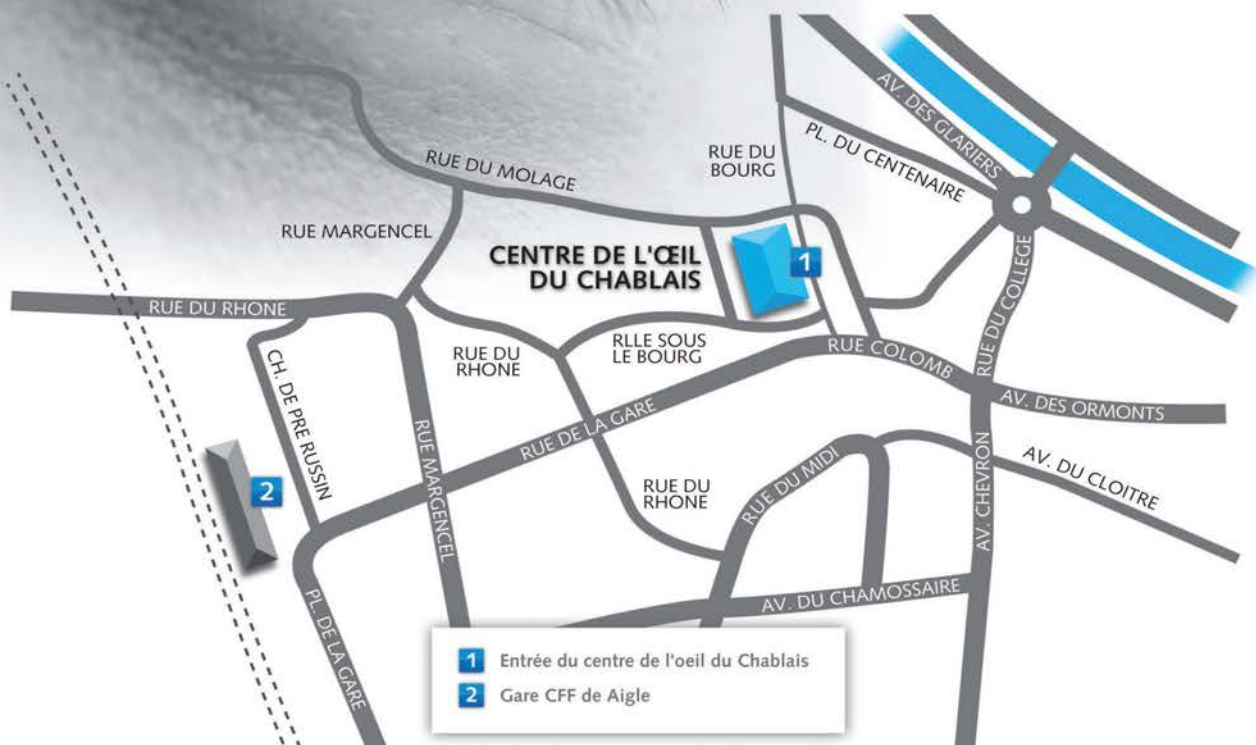 AV. DES GLARIERS
PL. DU CENTENAIRE
RUE DU
BOURG
RUE DU MOLAGE
RUE MARGENCEL
CENTRE DE L'ŒIL
DU CHABLAIS
1
RUE DU RHONE
RUE DU
RHONE
RLLE SOUS
LE BOURG
RUE COLOMB
RUE DU COLLEGE
AV. DES ORMONTS
CH. DE PRE RUSSIN
RUE MARGENCEL
RUE DE LA GARE
2
RUE DU
RHONE
RUE DU MIDI
AV. CHEVRON
AV. DU CLOITRE
PL. DE LA GARE
AV. DU CHAMOSSAIRE
1 Entrée du centre de l'oeil du Chablais
2 Gare CFF de Aigle